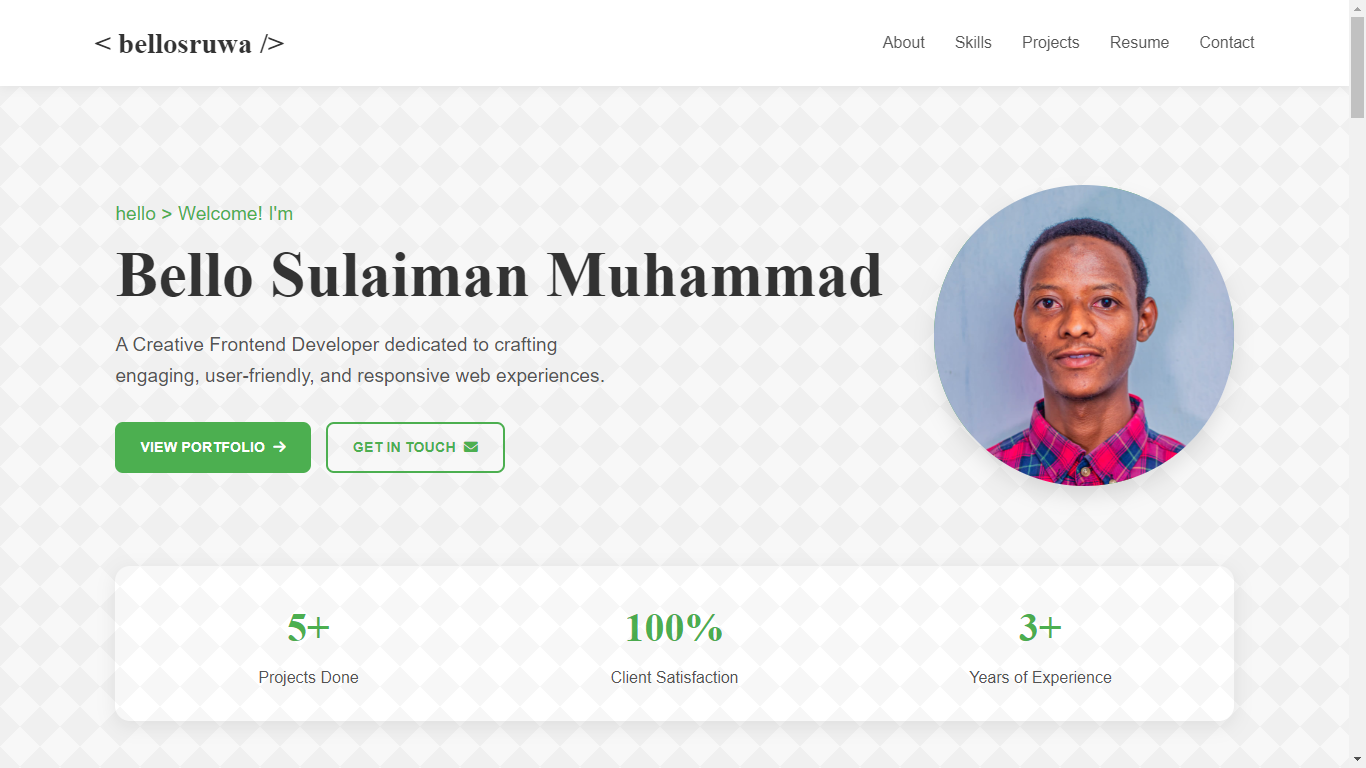 < bellosruwa />
About Skills Projects Resume Contact
hello > Welcome! I'm
Bello Sulaiman Muhammad
A Creative Frontend Developer dedicated to crafting
engaging, user-friendly, and responsive web experiences.
VIEW PORTFOLIO
GET IN TOUCH
5+
Projects Done
100%
Client Satisfaction
3+
Years of Experience